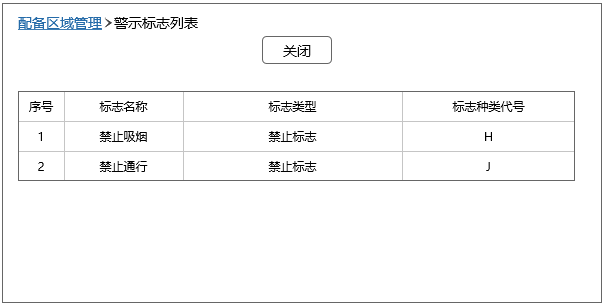 配备区域管理>警示标志列表
关闭
序号 标志名称 标志类型 标志种类代号
1 禁止吸烟 禁止标志 H
2 禁止通行 禁止标志 J